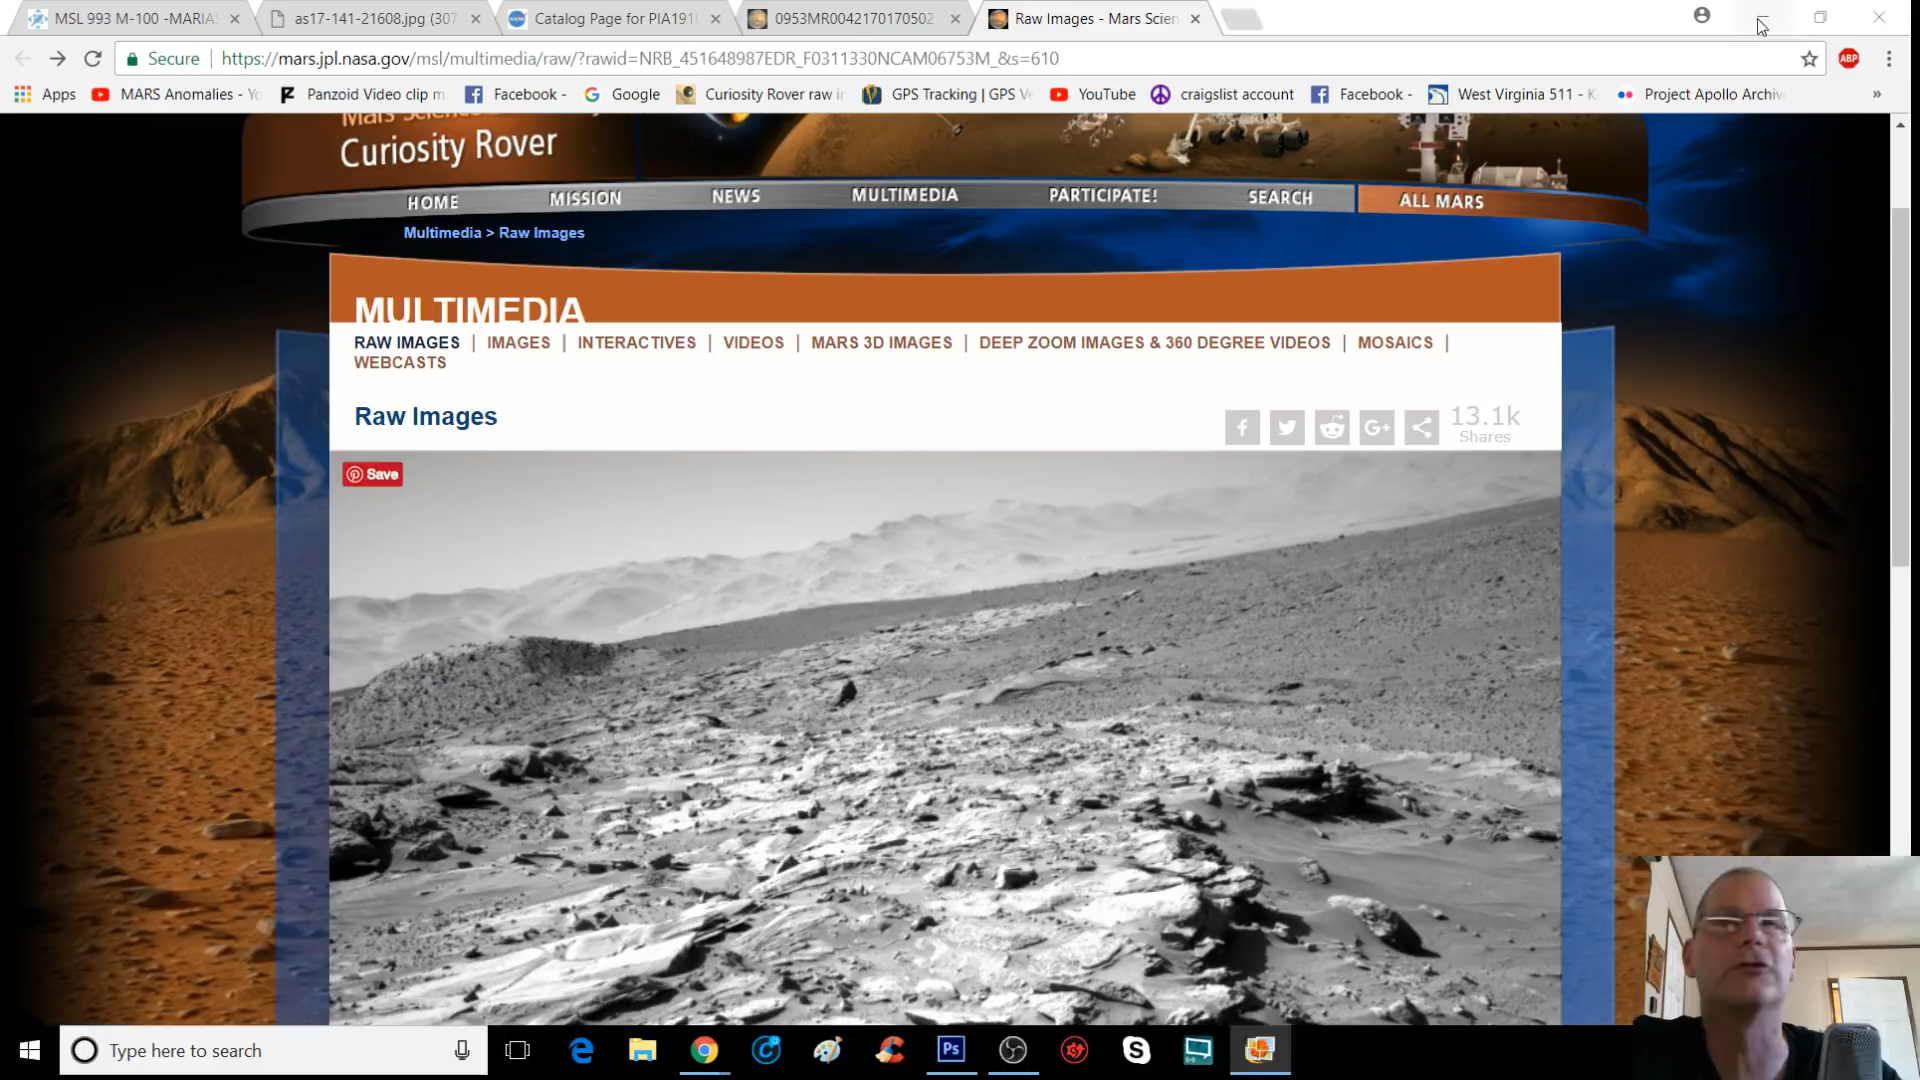 MSL 993 M-100 -MARIAS
as17-141-21608.jpg (307
Catalog Page for PIA1910
0953MR0042170170502
Raw Images - Mars Scien
Secure
https://mars.jpl.nasa.gov/msl/multimedia/raw/?rawid=NRB_451648987EDR_F0311330NCAM06753M_&s=610
ABP
Apps
MARS Anomalies - Yo
Panzoid Video clip m
Facebook -
Google
Curiosity Rover raw i
GPS Tracking | GPS V
YouTube
craigslist account
Facebook -
West Virginia 511 - K
Project Apollo Archiv
»
Curiosity Rover
HOME
MISSION
NEWS
MULTIMEDIA
PARTICIPATE!
SEARCH
ALL MARS
Multimedia > Raw Images
MULTIMEDIA
RAW IMAGES | IMAGES | INTERACTIVES | VIDEOS | MARS 3D IMAGES | DEEP ZOOM IMAGES & 360 DEGREE VIDEOS | MOSAICS |
WEBCASTS
Raw Images
13.1k
Shares
Save
Type here to search
Ps